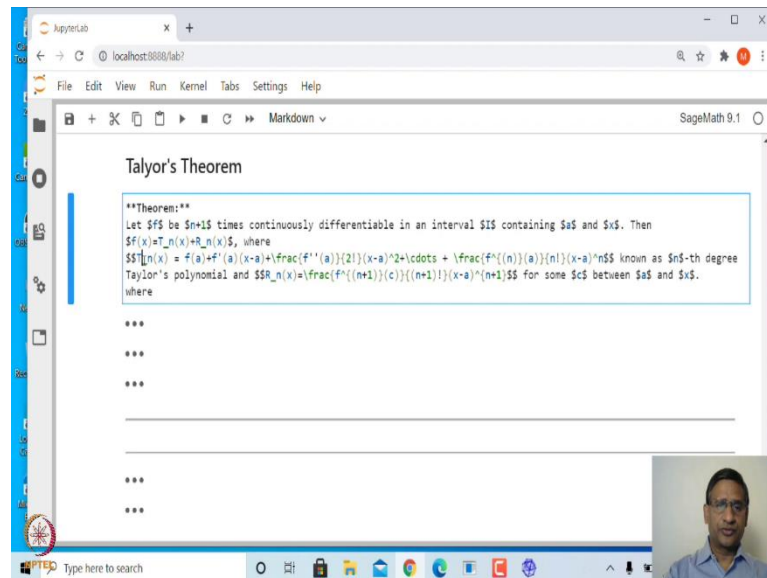 JupyterLab
localhost:8888/lab?
M
File Edit View Run Kernel Tabs Settings Help
Markdown
SageMath 9.1
Talyor's Theorem
**Theorem:**
Let $f$ be $n+1$ times continuously differentiable in an interval $I$ containing $a$ and $x$. Then
$f(x)=T_n(x)+R_n(x)$, where
$$T_n(x) = f(a)+f'(a)(x-a)+\frac{f''(a)}{2!}(x-a)^2+\cdots + \frac{f^{(n)}(a)}{n!}(x-a)^n$$ known as $n$-th degree
Taylor's polynomial and $$R_n(x)=\frac{f^{(n+1)}(c)}{(n+1)!}(x-a)^{n+1}$$ for some $c$ between $a$ and $x$.
where
NPTEL
Type here to search